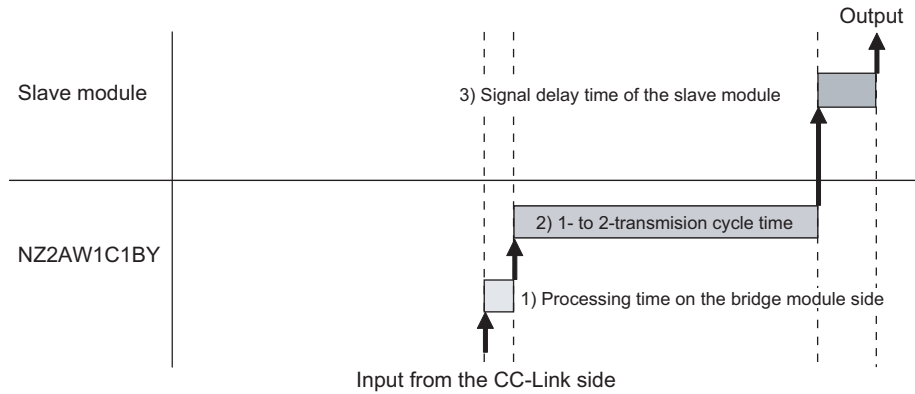 Output
Slave module
3) Signal delay time of the slave module
2) 1- to 2-transmision cycle time
NZ2AW1C1BY
1) Processing time on the bridge module side
Input from the CC-Link side